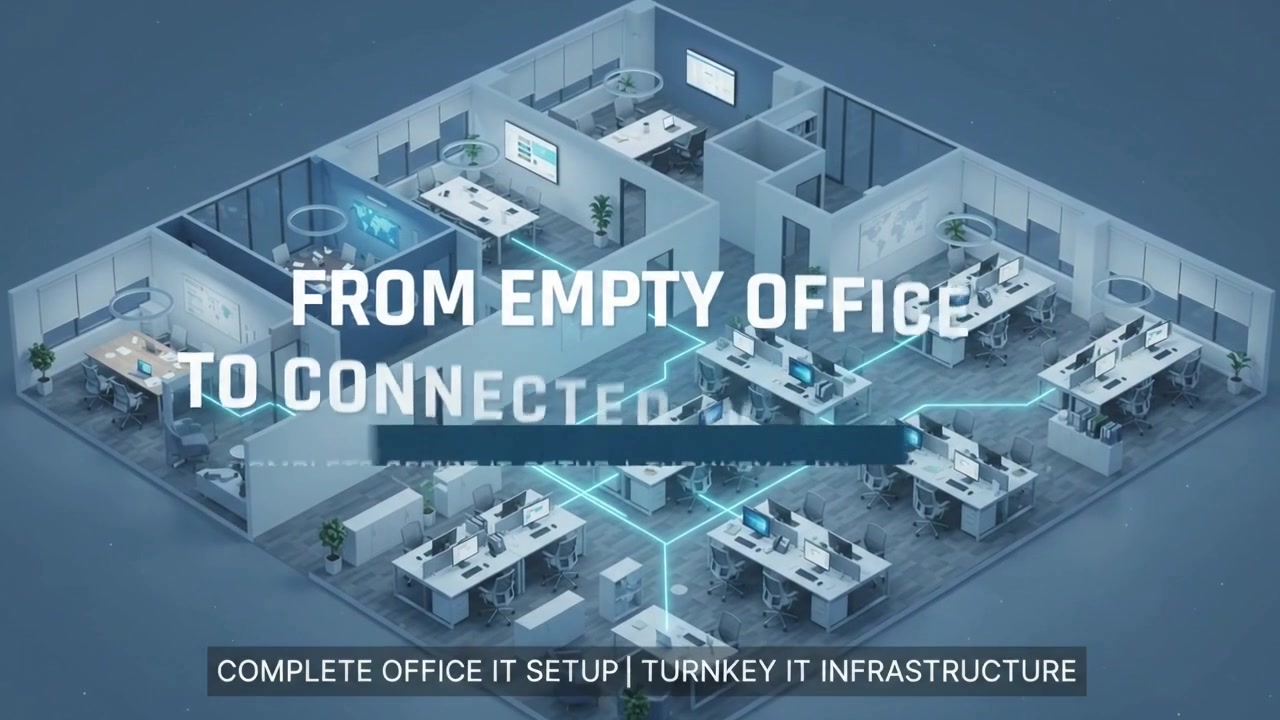 FROM EMPTY OFFICE
TO CONNECTED
COMPLETE OFFICE IT SETUP | TURNKEY IT INFRASTRUCTURE